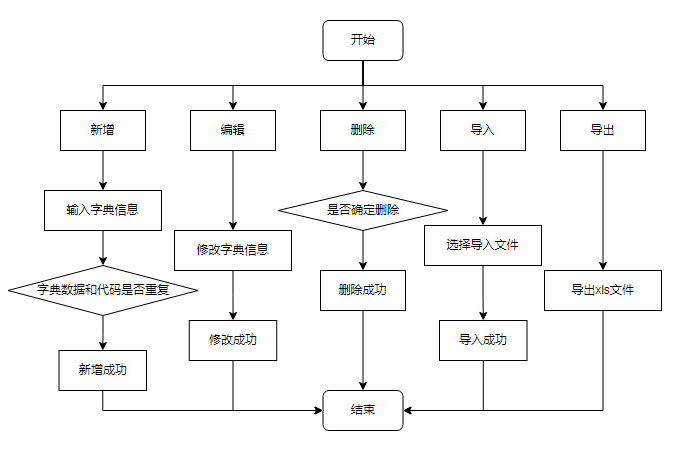 开始
新增
编辑
删除
导入
导出
输入字典信息
是否确定删除
修改字典信息
选择导入文件
字典数据和代码是否重复
删除成功
导出xls文件
修改成功
导入成功
新增成功
结束